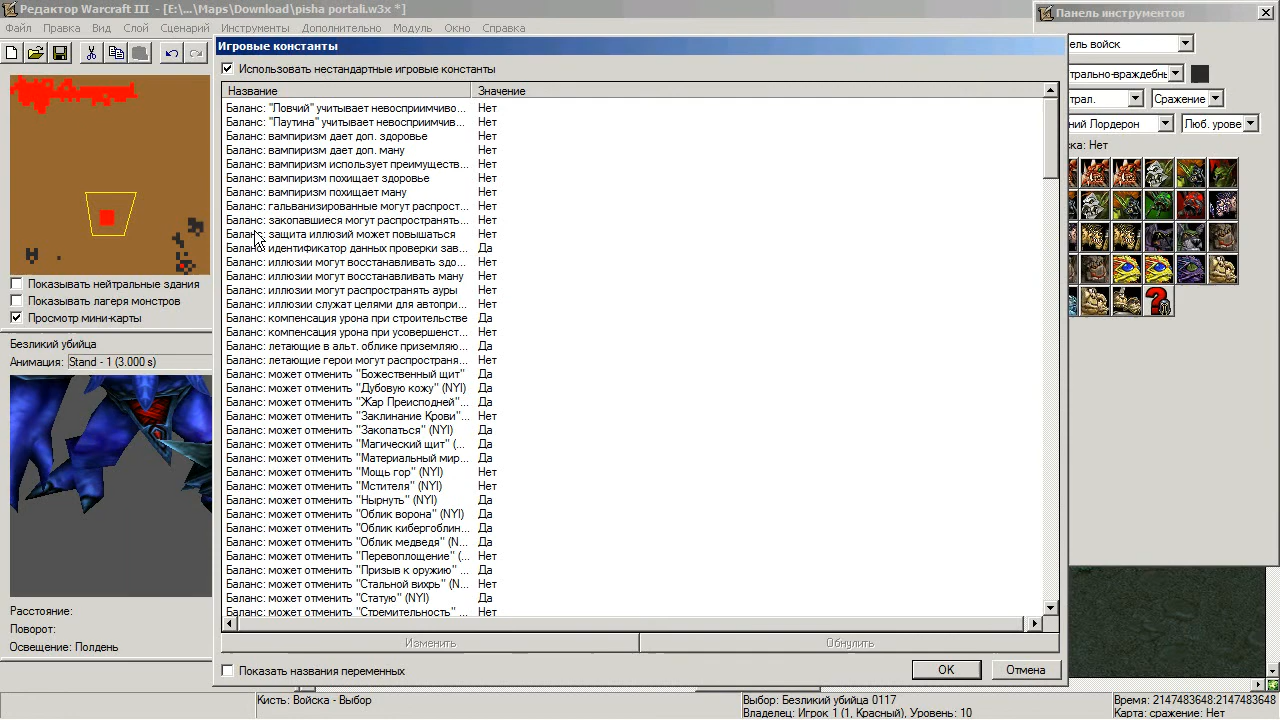 Редактор Warcraft III - [E:\...\Maps\Download\pisha portali.w3x *]
Панель инструментов
Файл Правка Вид Слой Сценарий Инструменты Дополнительно Модуль Окно Справка
Игровые константы
Использовать нестандартные игровые константы
Название Значение
Баланс: "Ловчий" учитывает невосприимчиво... Нет
Баланс: "Паутина" учитывает невосприимчив... Нет
Баланс: вампиризм дает доп. здоровье Нет
Баланс: вампиризм дает доп. ману Нет
Баланс: вампиризм использует преимуществ... Нет
Баланс: вампиризм похищает здоровье Нет
Баланс: вампиризм похищает ману Нет
Баланс: гальванизированные могут распрост... Нет
Баланс: закопавшиеся могут распространять... Нет
Баланс: защита иллюзий может повышаться Нет
Баланс: идентификатор данных проверки зав... Да
Баланс: иллюзии могут восстанавливать здо... Нет
Баланс: иллюзии могут восстанавливать ману Нет
Баланс: иллюзии могут распространять ауры Нет
Баланс: иллюзии служат целями для автопри... Нет
Баланс: компенсация урона при строительстве Да
Баланс: компенсация урона при усовершенст... Нет
Баланс: летающие в альт. облике приземляю... Да
Баланс: летающие герои могут распространя... Нет
Баланс: может отменить "Божественный щит" Да
Баланс: может отменить "Дубовую кожу" (NYI) Да
Баланс: может отменить "Жар Преисподней"... Да
Баланс: может отменить "Заклинание Крови"... Нет
Баланс: может отменить "Закопаться" (NYI) Да
Баланс: может отменить "Магический щит" (... Да
Баланс: может отменить "Материальный мир... Да
Баланс: может отменить "Мощь гор" (NYI) Нет
Баланс: может отменить "Мстителя" (NYI) Нет
Баланс: может отменить "Нырнуть" (NYI) Да
Баланс: может отменить "Облик ворона" (NYI) Да
Баланс: может отменить "Облик кибергоблин... Да
Баланс: может отменить "Облик медведя" (N... Да
Баланс: может отменить "Перевоплощение" (... Нет
Баланс: может отменить "Призыв к оружию" ... Да
Баланс: может отменить "Стальной вихрь" (N... Нет
Баланс: может отменить "Статую" (NYI) Да
Баланс: может отменить "Стремительность" ... Нет
Изменить Обнулить
Показать названия переменных
OK Отмена
Показывать нейтральные здания
Показывать лагеря монстров
Просмотр мини-карты
Безликий убийца
Анимация: Stand - 1 (3.000 s)
Расстояние:
Поворот:
Освещение: Полдень
ель войск
трально-враждебнь
трал. Сражение
ний Лордерон Люб. урове
ска: Нет
Кисть: Войска - Выбор
Выбор: Безликий убийца 0117
Владелец: Игрок 1 (1, Красный), Уровень: 10
Время: 2147483648:2147483648
Карта: сражение: Нет